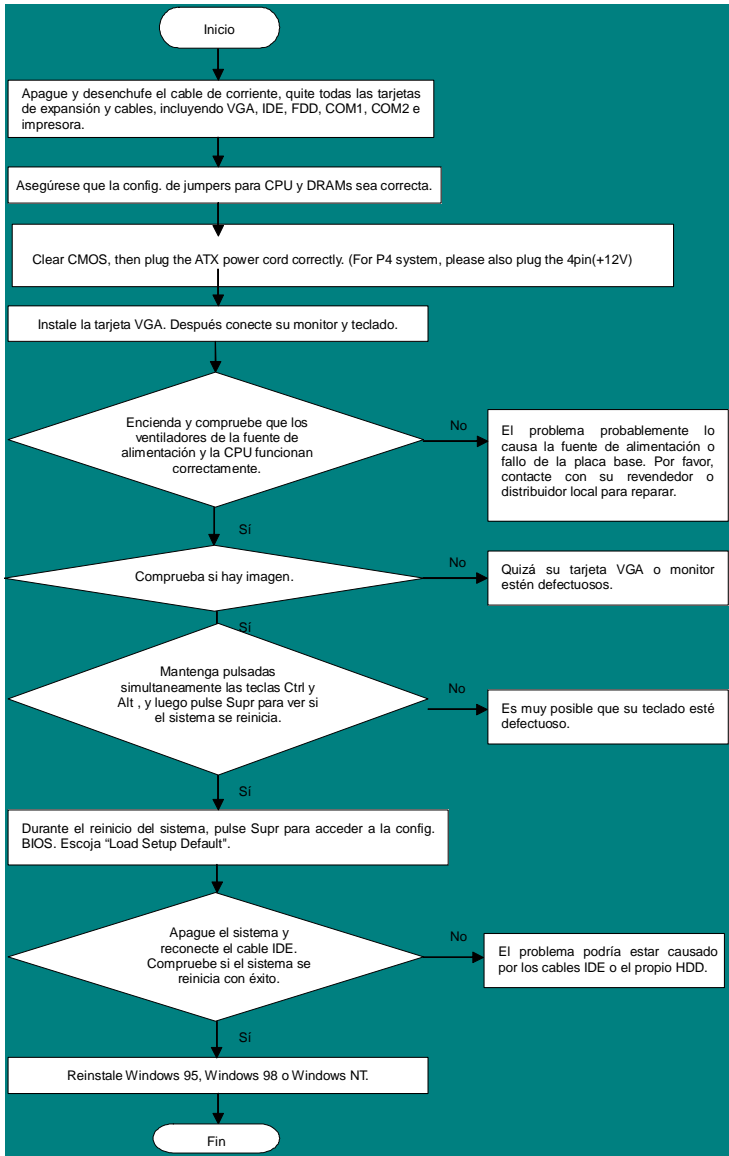 Inicio
Apague y desenchufe el cable de corriente, quite todas las tarjetas
de expansión y cables, incluyendo VGA, IDE, FDD, COM1, COM2 e
impresora.
Asegúrese que la config. de jumpers para CPU y DRAMs sea correcta.
Clear CMOS, then plug the ATX power cord correctly. (For P4 system, please also plug the 4pin(+12V)
Instale la tarjeta VGA. Después conecte su monitor y teclado.
Encienda y compruebe que los
ventiladores de la fuente de
alimentación y la CPU funcionan
correctamente.
No
El problema probablemente lo
causa la fuente de alimentación o
fallo de la placa base. Por favor,
contacte con su revendedor o
distribuidor local para reparar.
Sí
Comprueba si hay imagen.
No
Quizá su tarjeta VGA o monitor
estén defectuosos.
Sí
Mantenga pulsadas
simultaneamente las teclas Ctrl y
Alt , y luego pulse Supr para ver si
el sistema se reinicia.
No
Es muy posible que su teclado esté
defectuoso.
Sí
Durante el reinicio del sistema, pulse Supr para acceder a la config.
BIOS. Escoja “Load Setup Default”.
Apague el sistema y
reconecte el cable IDE.
Compruebe si el sistema se
reinicia con éxito.
No
El problema podría estar causado
por los cables IDE o el propio HDD.
Sí
Reinstale Windows 95, Windows 98 o Windows NT.
Fin